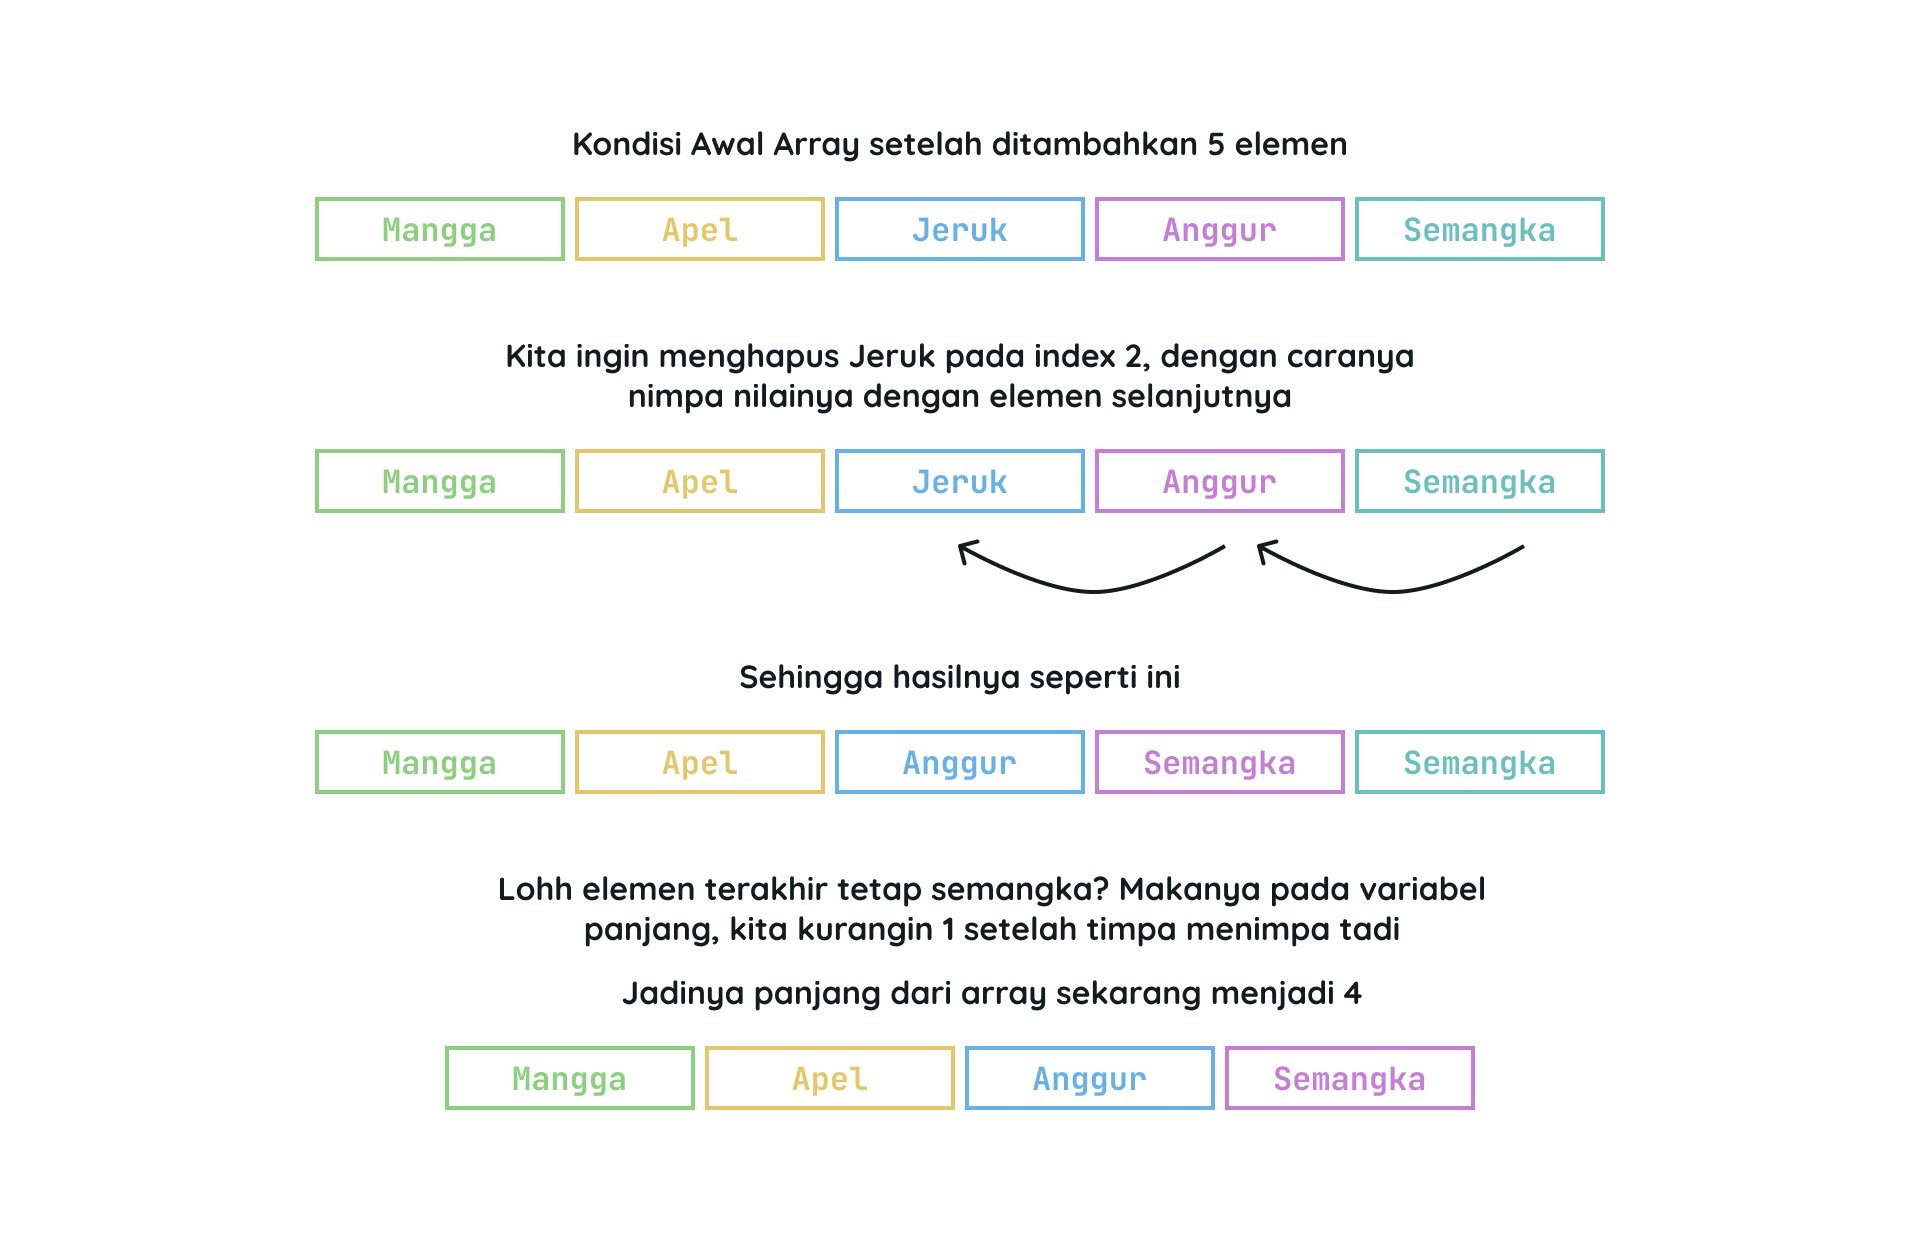 Kondisi Awal Array setelah ditambahkan 5 elemen
Mangga Apel Jeruk Anggur Semangka
Kita ingin menghapus Jeruk pada index 2, dengan caranya
nimpa nilainya dengan elemen selanjutnya
Mangga Apel Jeruk Anggur Semangka
Sehingga hasilnya seperti ini
Mangga Apel Anggur Semangka Semangka
Lohh elemen terakhir tetap semangka? Makanya pada variabel
panjang, kita kurangin 1 setelah timpa menimpa tadi
Jadinya panjang dari array sekarang menjadi 4
Mangga Apel Anggur Semangka